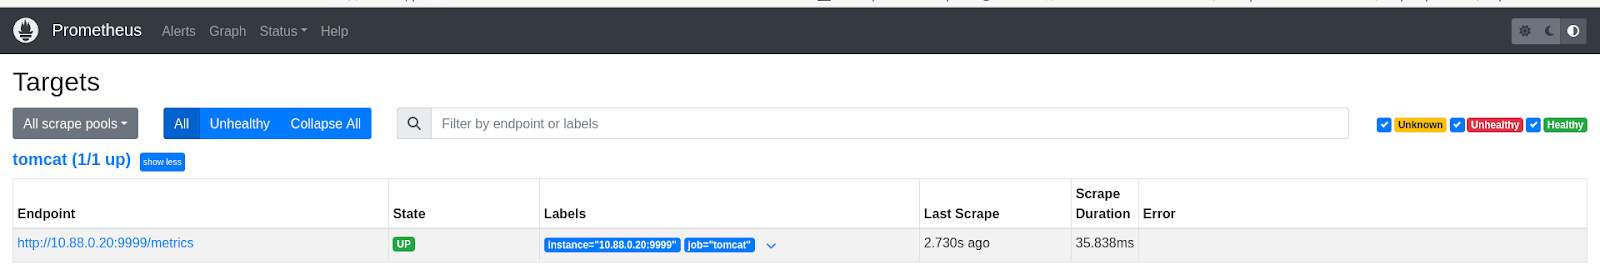 Prometheus Alerts Graph Status Help
Targets
All scrape pools All Unhealthy Collapse All Filter by endpoint or labels Unknown Unhealthy Healthy
tomcat (1/1 up) show less
Endpoint State Labels Last Scrape Scrape Duration Error
http://10.88.0.20:9999/metrics UP instance="10.88.0.20:9999" job="tomcat" 2.730s ago 35.838ms